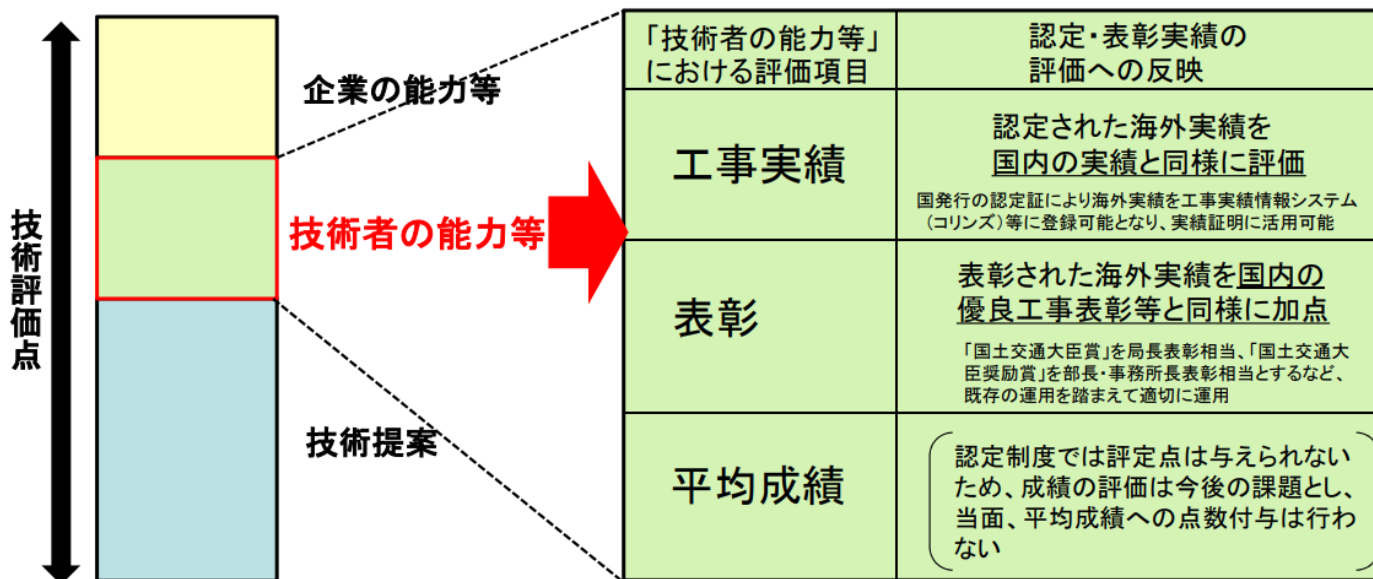 技術評価点
企業の能力等
技術者の能力等
技術提案
「技術者の能力等」
における評価項目
認定・表彰実績の
評価への反映
工事実績
認定された海外実績を
国内の実績と同様に評価
国発行の認定証により海外実績を工事実績情報システム
（コリンズ）等に登録可能となり、実績証明に活用可能
表彰
表彰された海外実績を国内の
優良工事表彰等と同様に加点
「国土交通大臣賞」を局長表彰相当、「国土交通大
臣奨励賞」を部長・事務所長表彰相当とするなど、
既存の運用を踏まえて適切に運用
平均成績
認定制度では評定点は与えられない
ため、成績の評価は今後の課題とし、
当面、平均成績への点数付与は行わ
ない